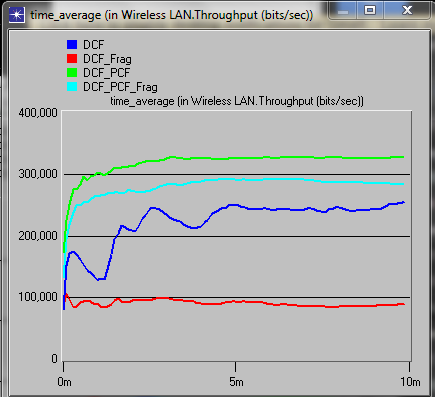 time_average (in Wireless LAN.Throughput (bits/sec))
DCF
DCF_Frag
DCF_PCF
DCF_PCF_Frag
time_average (in Wireless LAN.Throughput (bits/sec))
400,000
300,000
200,000
100,000
0
0m 5m 10m